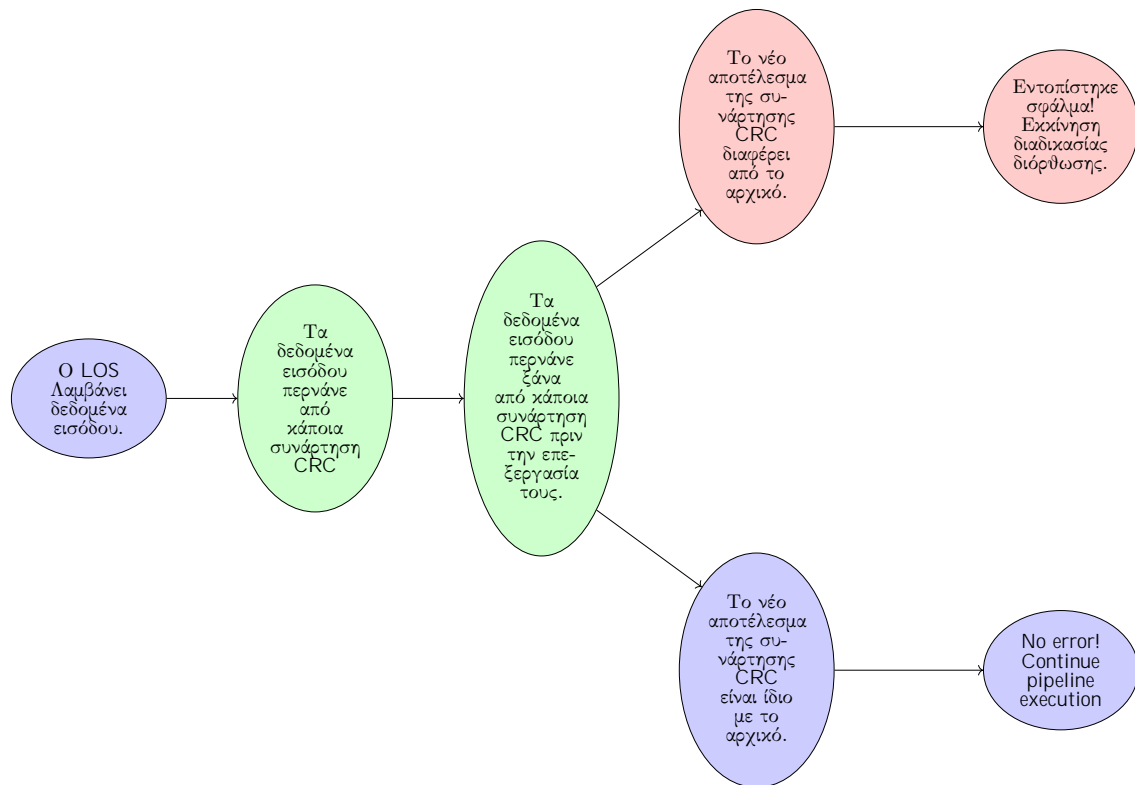 Ο LOS
Λαμβάνει
δεδομένα
εισόδου.
Τα
δεδομένα
εισόδου
περνάνε
από
κάποια
συνάρτηση
CRC
Τα
δεδομένα
εισόδου
περνάνε
ξάνα
από κάποια
συνάρτηση
CRC πριν
την επε-
ξεργασία
τους.
Το νέο
αποτέλεσμα
της συ-
νάρτησης
CRC
διαφέρει
από το
αρχικό.
Εντοπίστηκε
σφάλμα!
Εκκίνηση
διαδικασίας
διόρθωσης.
Το νέο
αποτέλεσμα
της συ-
νάρτησης
CRC
είναι ίδιο
με το
αρχικό.
No error!
Continue
pipeline
execution